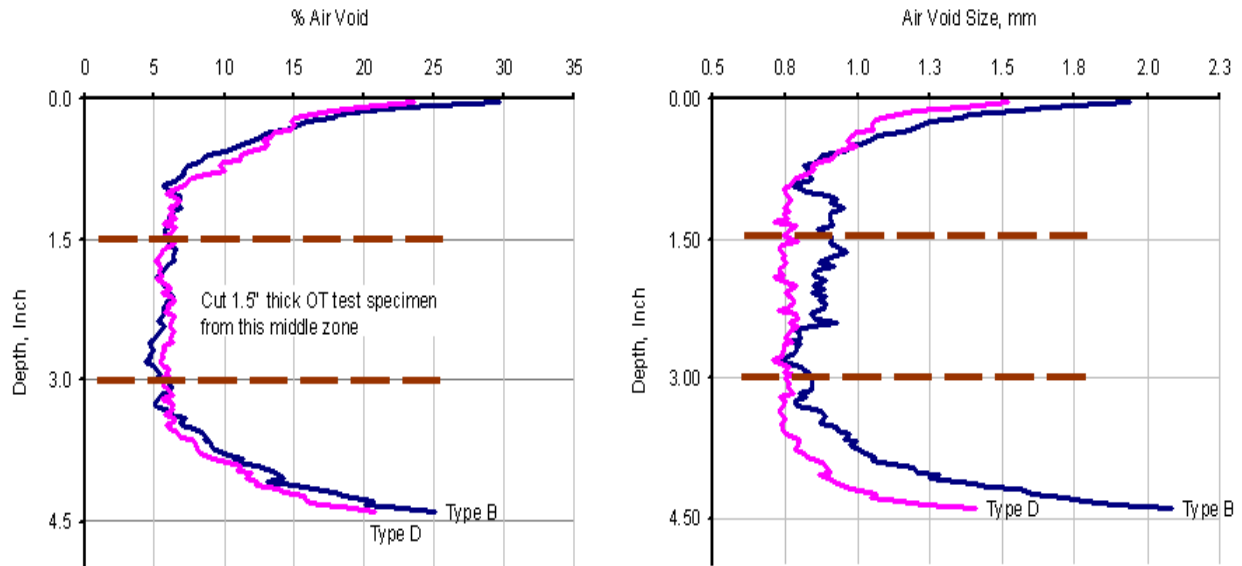 % Air Void
0 5 10 15 20 25 30 35
0.0
1.5
3.0
4.5
Depth, Inch
Cut 1.5" thick OT test specimen
from this middle zone
Type B
Type D
Air Void Size, mm
0.5 0.8 1.0 1.3 1.5 1.8 2.0 2.3
0.00
1.50
3.00
4.50
Depth, Inch
Type D
Type B